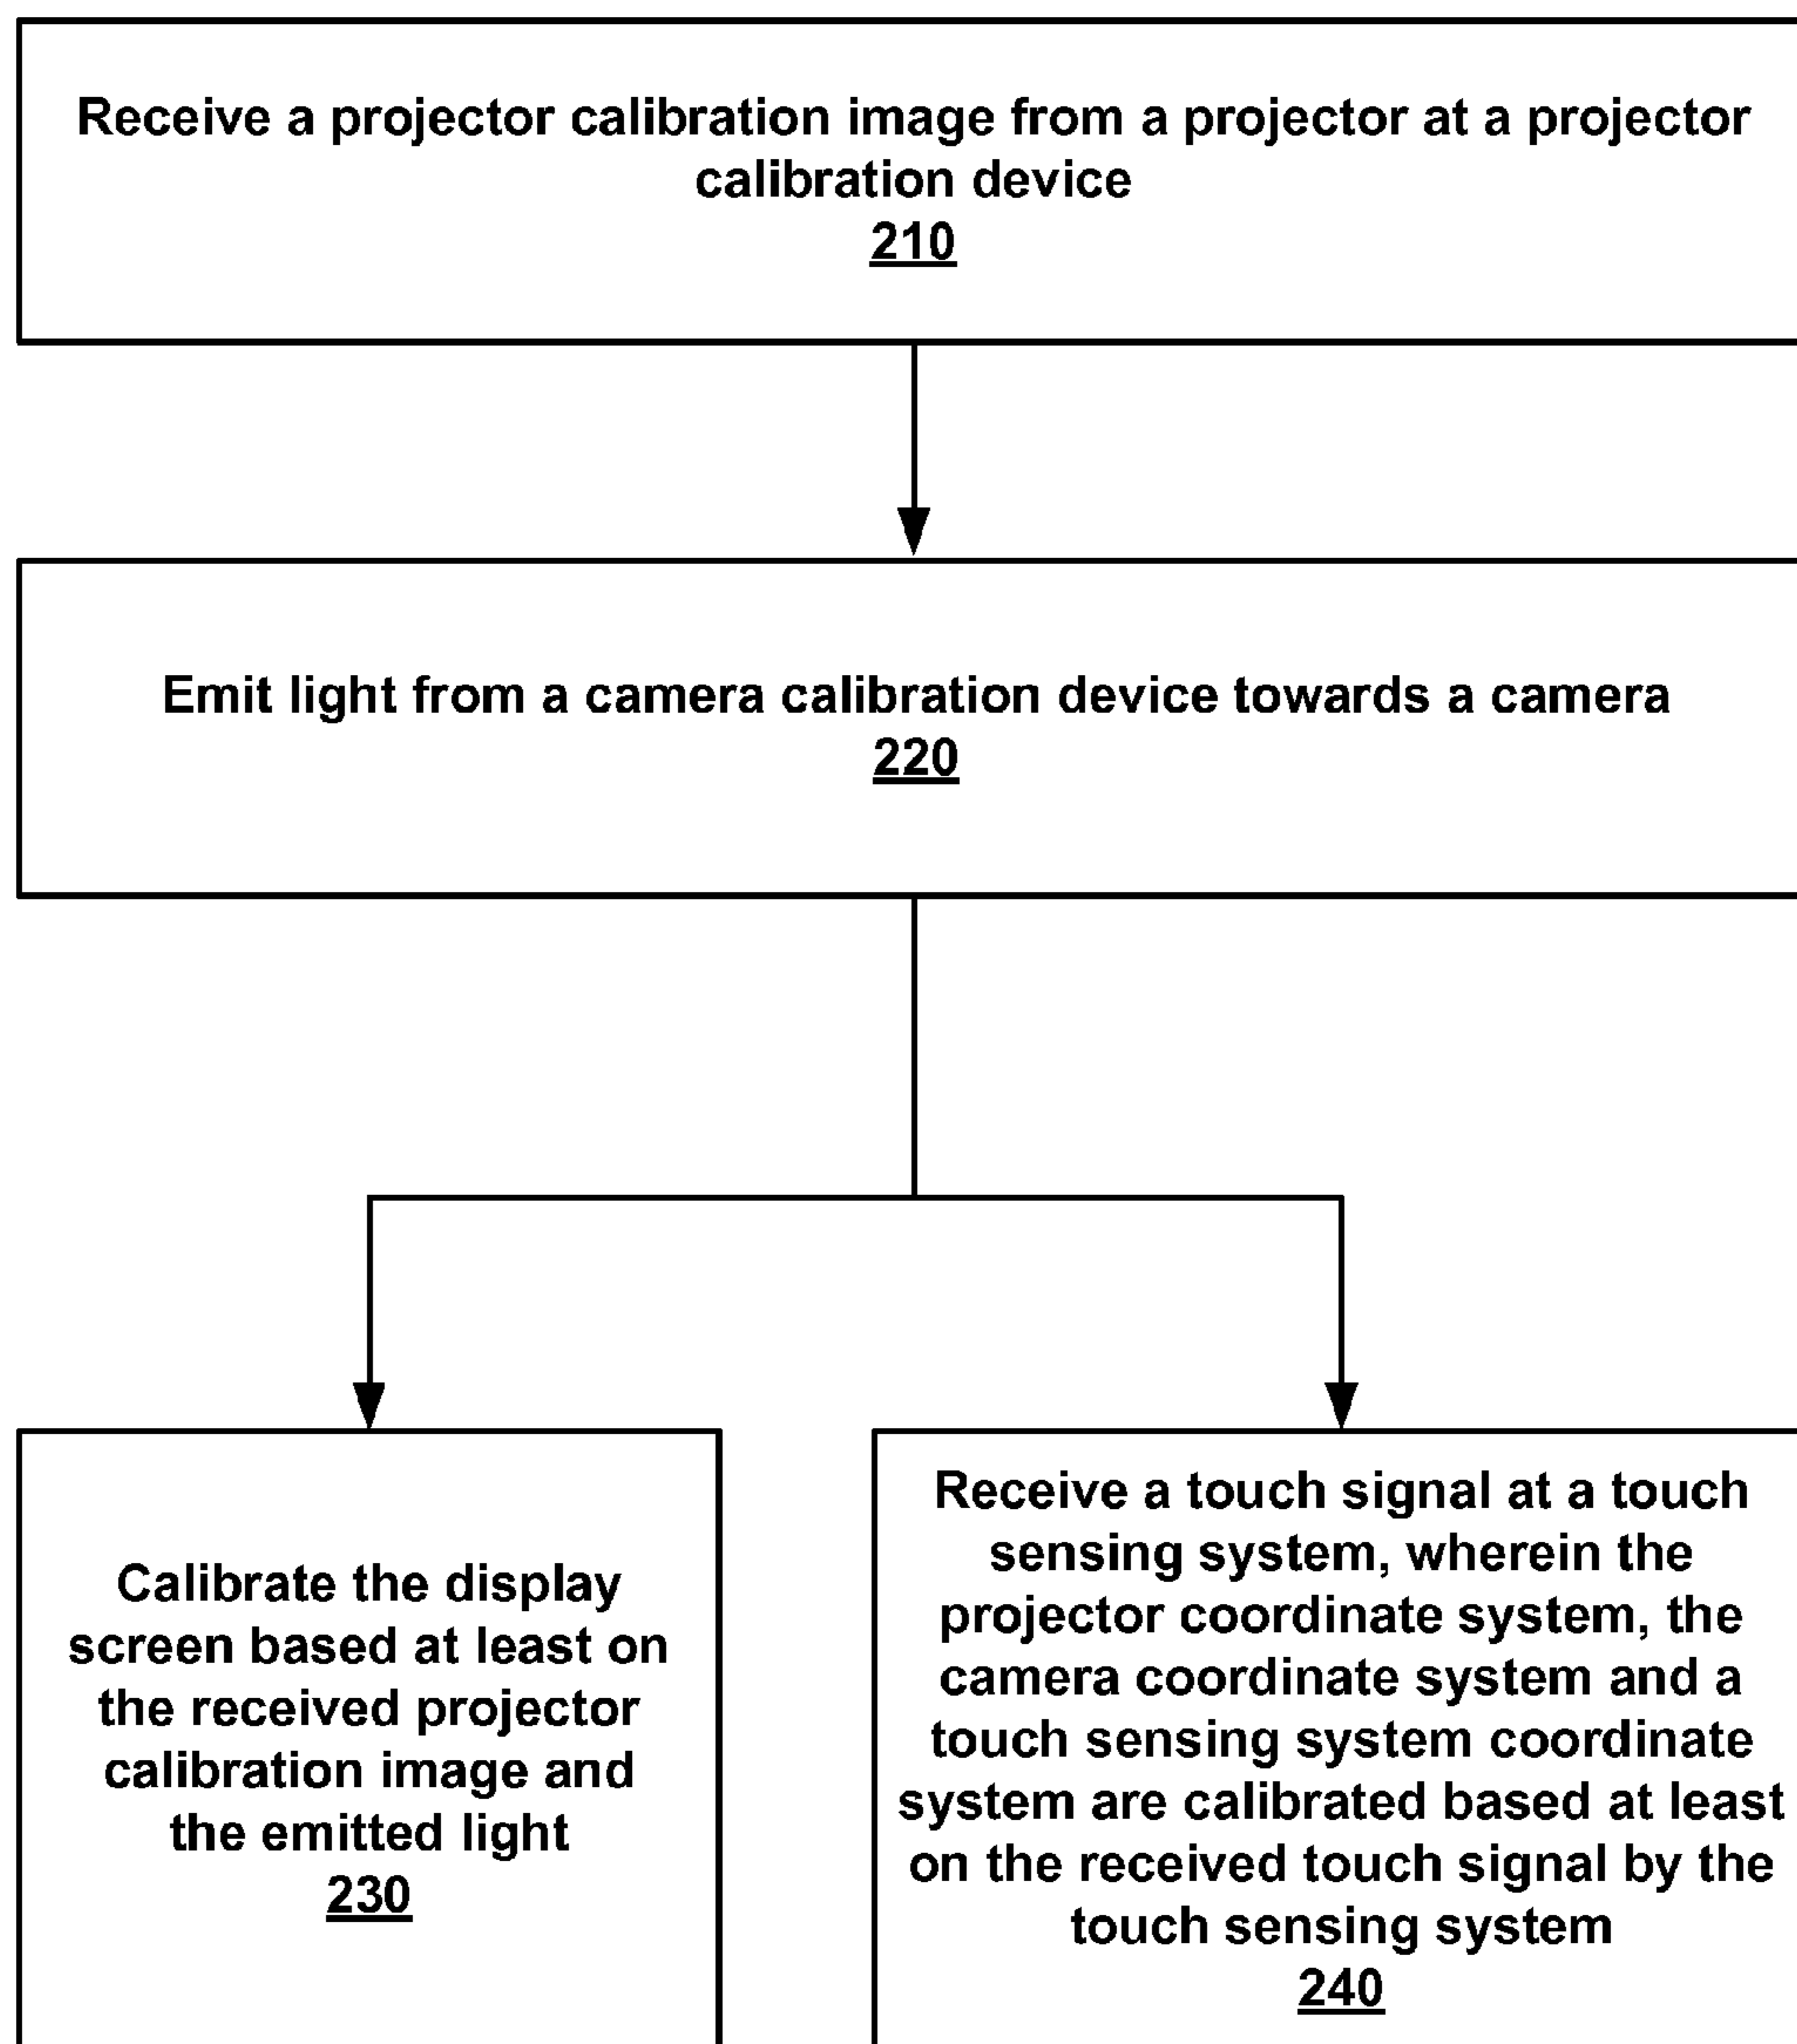 Receive a projector calibration image from a projector at a projector
calibration device
210
Emit light from a camera calibration device towards a camera
220
Calibrate the display
screen based at least on
the received projector
calibration image and
the emitted light
230
Receive a touch signal at a touch
sensing system, wherein the
projector coordinate system, the
camera coordinate system and a
touch sensing system coordinate
system are calibrated based at least
on the received touch signal by the
touch sensing system
240